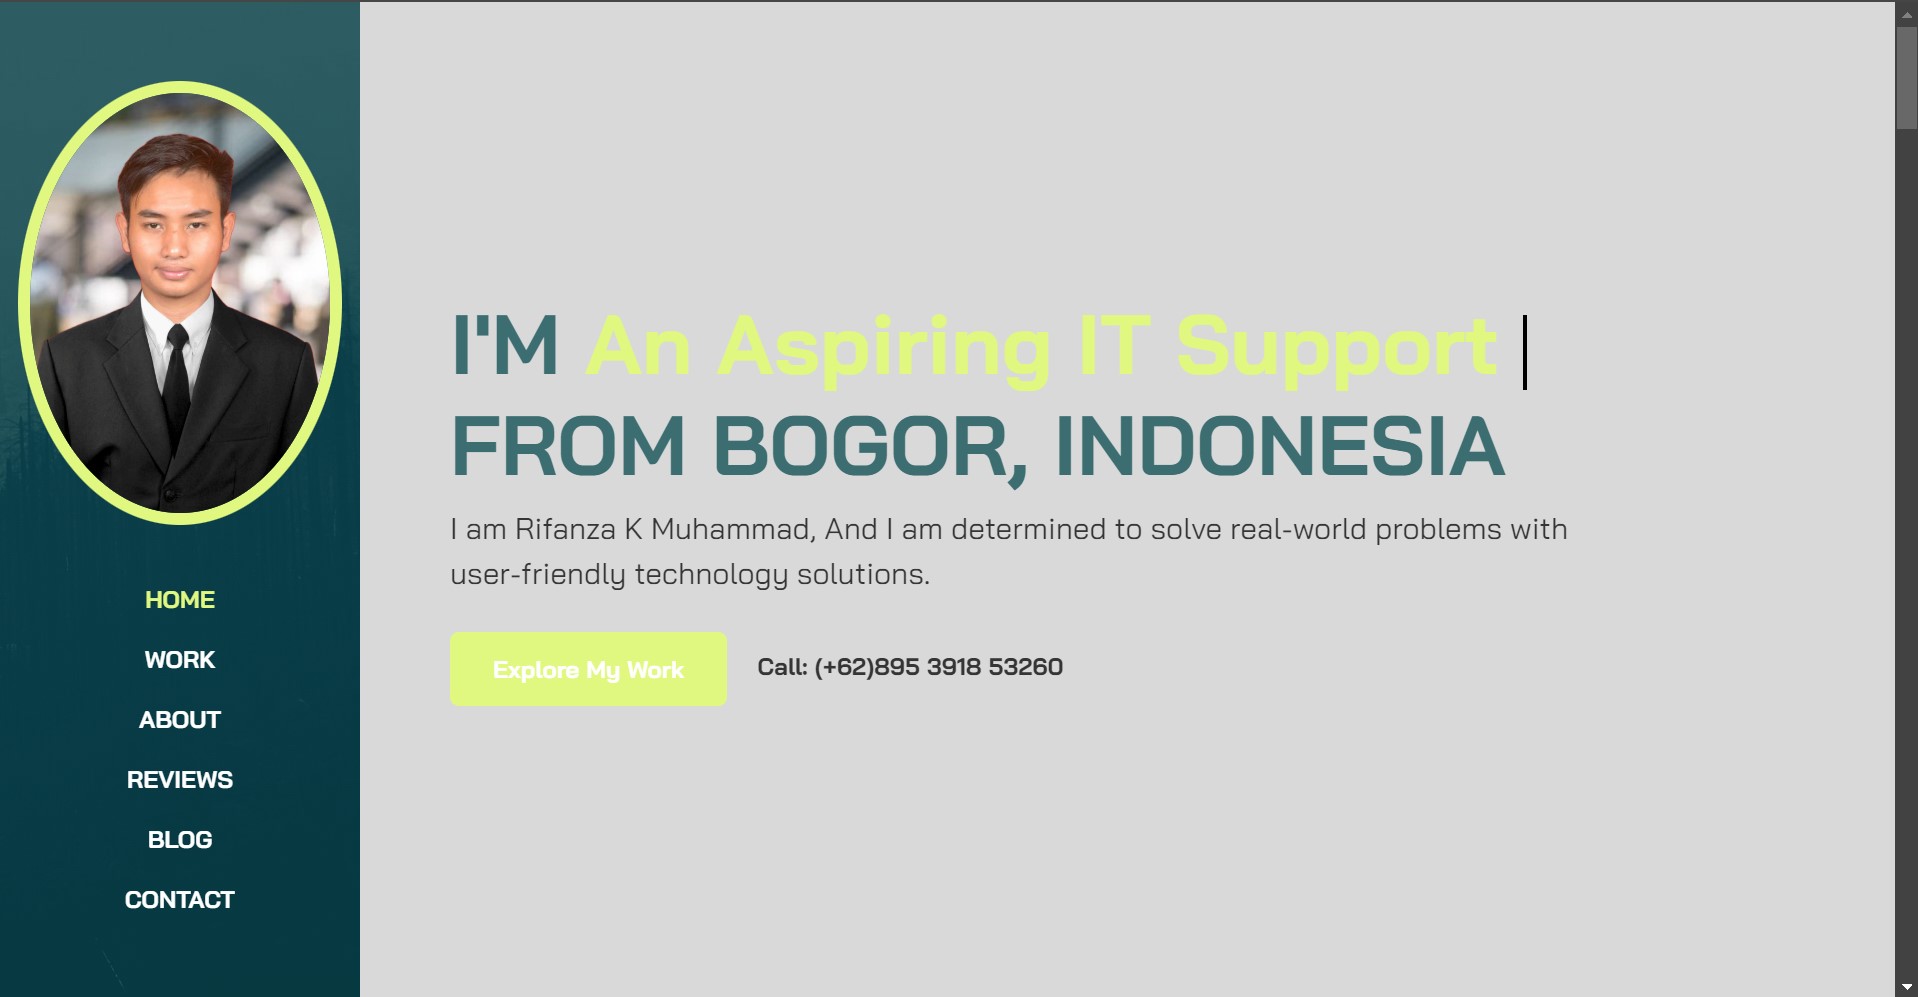 HOME
WORK
ABOUT
REVIEWS
BLOG
CONTACT
I'M An Aspiring IT Support |
FROM BOGOR, INDONESIA
I am Rifanza K Muhammad, And I am determined to solve real-world problems with
user-friendly technology solutions.
Explore My Work
Call: (+62)895 3918 53260